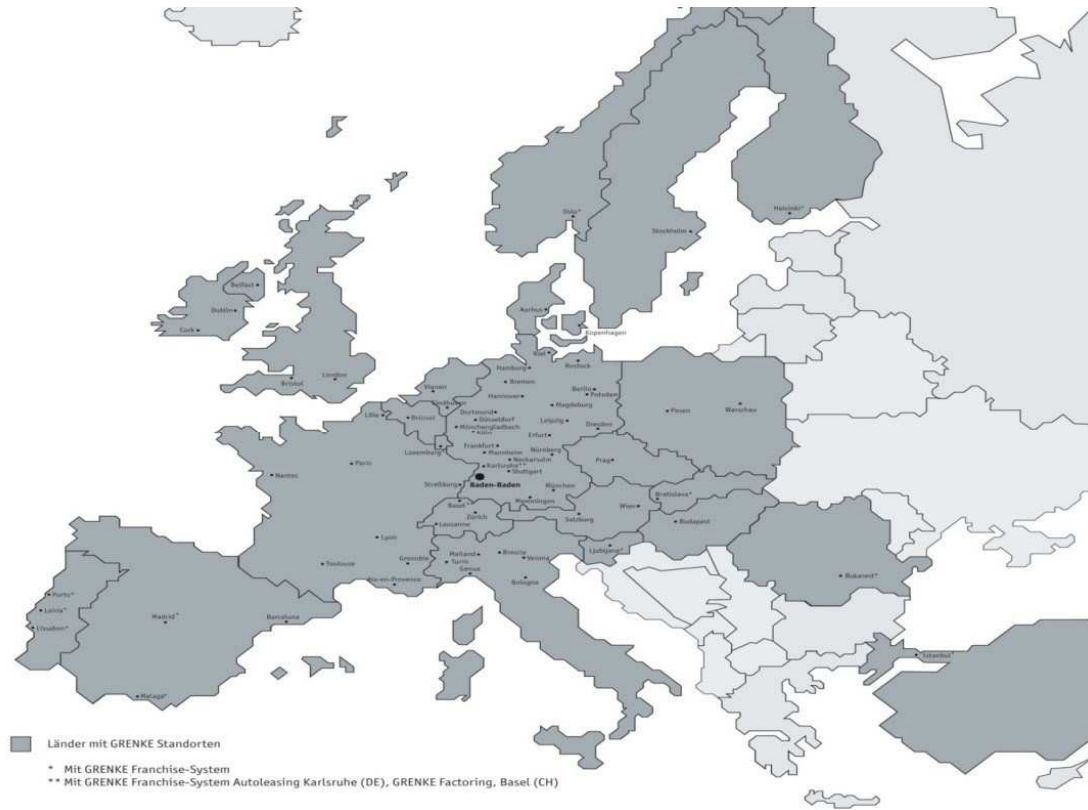 Oslo*
Helsinki*
Stockholm
Belfast
Dublin
Cork
Aarhus
Kopenhagen
Bristol
London
Kiel
Rostock
Hamburg
Bremen
Berlin
Potsdam
Hannover
Magdeburg
Vianen
Eindhoven
Dortmund
Düsseldorf
Mönchengladbach
Leipzig
Dresden
Erfurt
Posen
Warschau
Lille
Brüssel
Luxemburg
Frankfurt
Mannheim
Nürnberg
Neckarsulm
Karlsruhe**
Stuttgart
Prag
Paris
Nantes
Straßburg
Baden-Baden
München
Memmingen
Basel
Zürich
Lausanne
Salzburg
Wien
Bratislava*
Budapest
Lyon
Grenoble
Toulouse
Aix-en-Provence
Mailand
Turin
Genua
Brescia
Verona
Bologna
Ljubljana*
Bukarest*
Porto*
Leiria*
Lissabon*
Madrid*
Barcelona
Malaga*
Istanbul*
Länder mit GRENKE Standorten
* Mit GRENKE Franchise-System
** Mit GRENKE Franchise-System Autoleasing Karlsruhe (DE), GRENKE Factoring, Basel (CH)